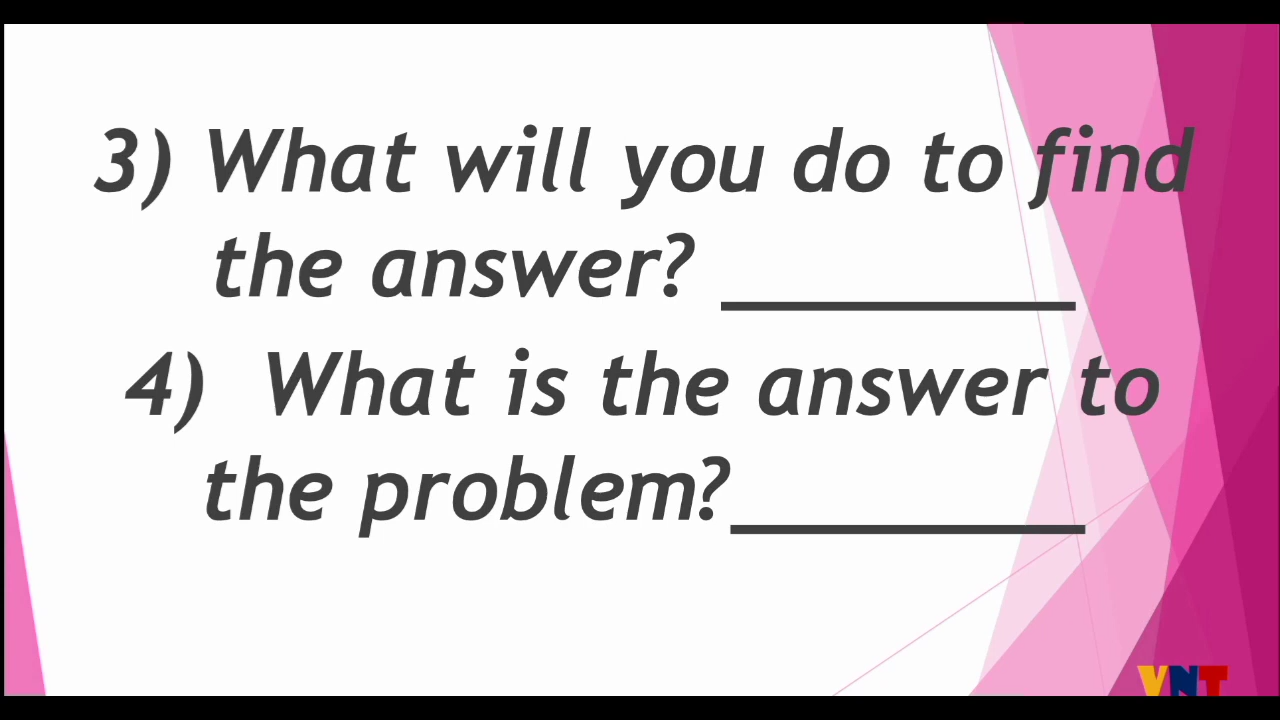 3) What will you do to find
the answer? __________
4) What is the answer to
the problem?__________
VNT